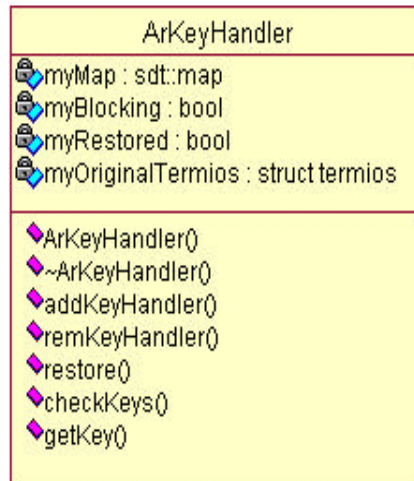 ArKeyHandler
myMap : sdt::map
myBlocking : bool
myRestored : bool
myOriginalTermios : struct termios
ArKeyHandler()
~ArKeyHandler()
addKeyHandler()
remKeyHandler()
restore()
checkKeys()
getKey()